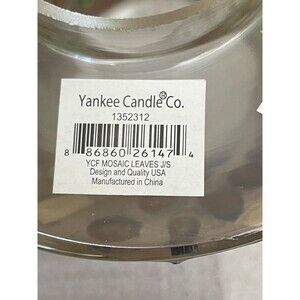 Yankee Candle® Co.
1352312
8 86860 26147 4
YCF MOSAIC LEAVES J/S
Design and Quality USA
Manufactured in China